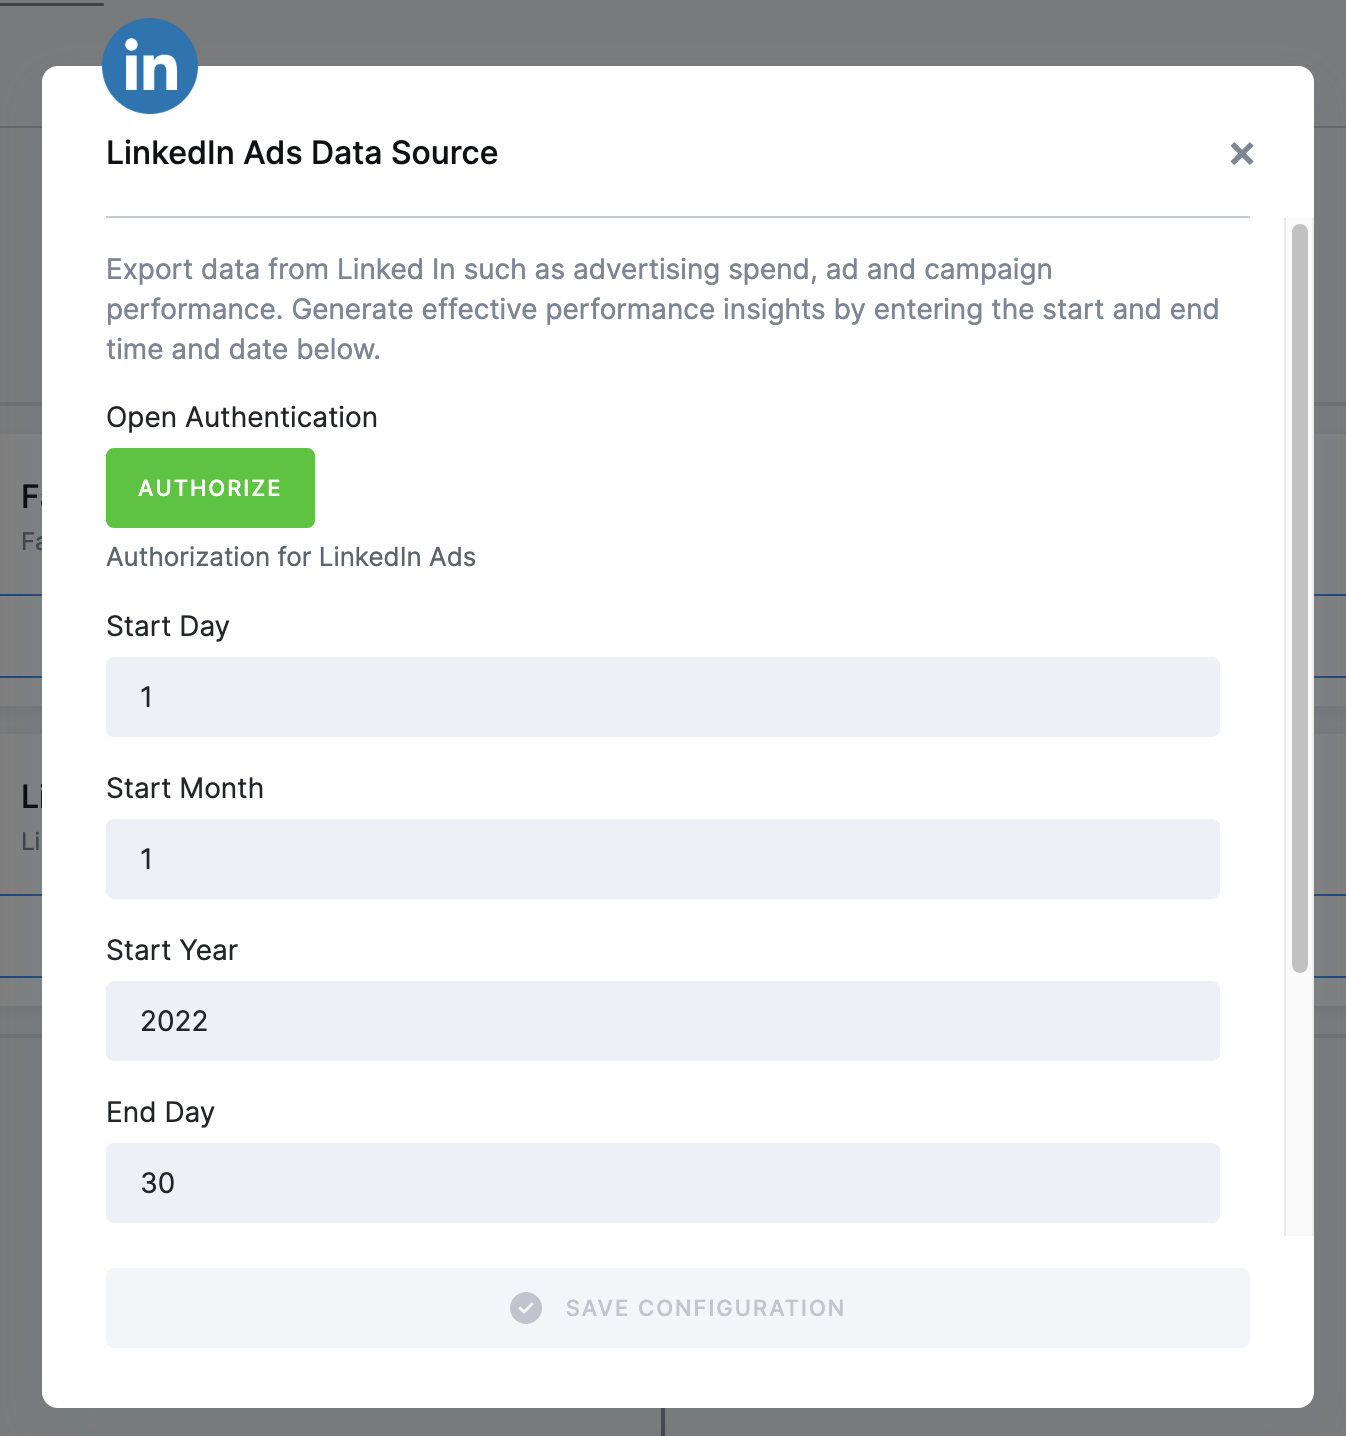 in
LinkedIn Ads Data Source
Export data from Linked In such as advertising spend, ad and campaign
performance. Generate effective performance insights by entering the start and end
time and date below.
Open Authentication
AUTHORIZE
Authorization for LinkedIn Ads
Start Day
1
Start Month
1
Start Year
2022
End Day
30
SAVE CONFIGURATION